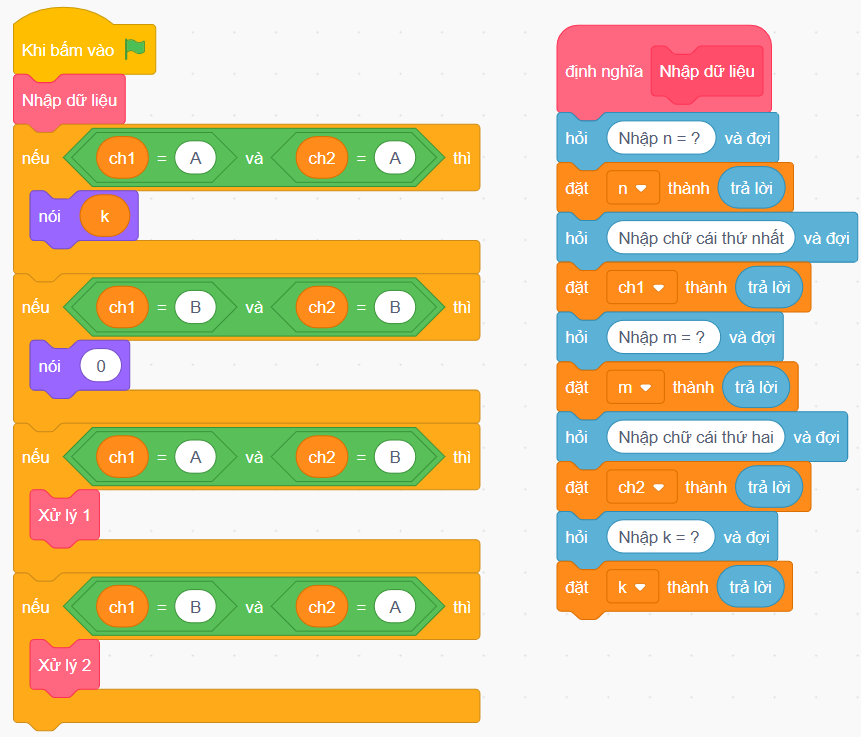 Khi bấm vào
Nhập dữ liệu
nếu ch1 = A và ch2 = A thì
nói k
nếu ch1 = B và ch2 = B thì
nói 0
nếu ch1 = A và ch2 = B thì
Xử lý 1
nếu ch1 = B và ch2 = A thì
Xử lý 2
định nghĩa Nhập dữ liệu
hỏi Nhập n = ? và đợi
đặt n thành trả lời
hỏi Nhập chữ cái thứ nhất và đợi
đặt ch1 thành trả lời
hỏi Nhập m = ? và đợi
đặt m thành trả lời
hỏi Nhập chữ cái thứ hai và đợi
đặt ch2 thành trả lời
hỏi Nhập k = ? và đợi
đặt k thành trả lời